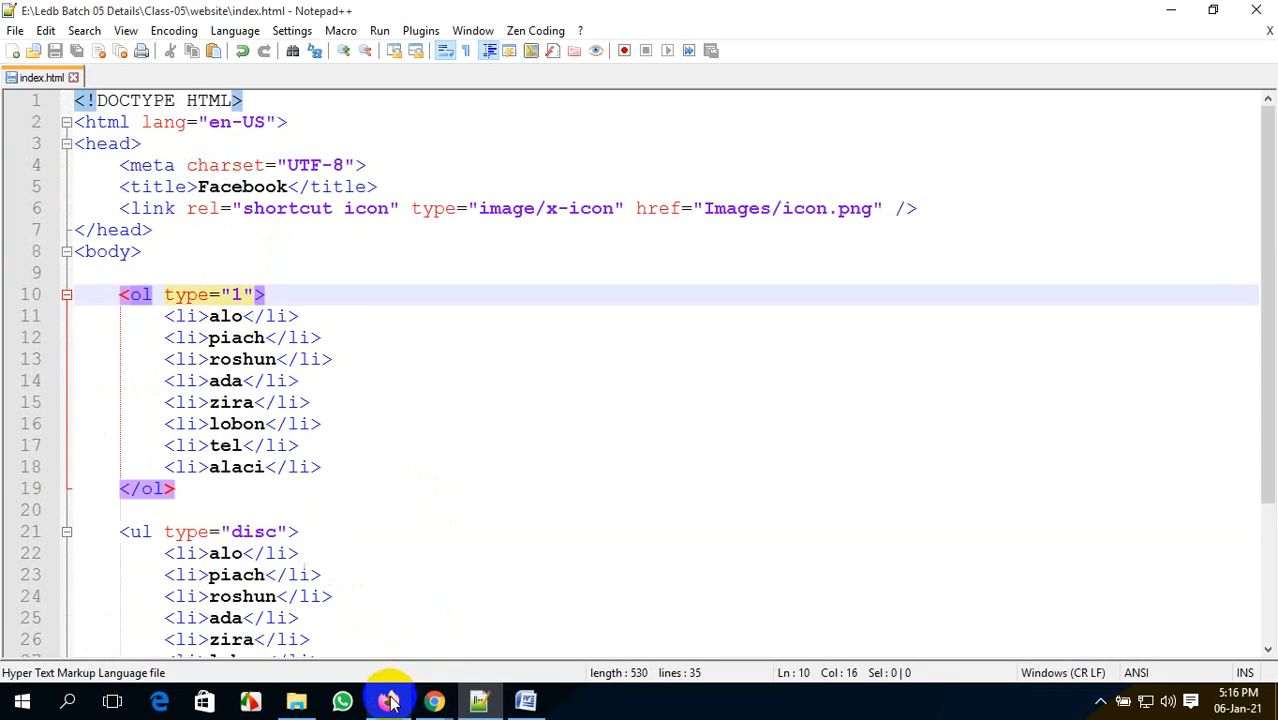 E:\Ledb Batch 05 Details\Class-05\website\index.html - Notepad++
File Edit Search View Encoding Language Settings Macro Run Plugins Window Zen Coding ? X
index.html
1 <!DOCTYPE HTML>
2 <html lang="en-US">
3 <head>
4 <meta charset="UTF-8">
5 <title>Facebook</title>
6 <link rel="shortcut icon" type="image/x-icon" href="Images/icon.png" />
7 </head>
8 <body>
9
10 <ol type="1">
11 <li>alo</li>
12 <li>piach</li>
13 <li>roshun</li>
14 <li>ada</li>
15 <li>zira</li>
16 <li>lobon</li>
17 <li>tel</li>
18 <li>alaci</li>
19 </ol>
20
21 <ul type="disc">
22 <li>alo</li>
23 <li>piach</li>
24 <li>roshun</li>
25 <li>ada</li>
26 <li>zira</li>
Hyper Text Markup Language file length : 530 lines : 35 Ln : 10 Col : 16 Sel : 0 | 0 Windows (CR LF) ANSI INS
5:16 PM
06-Jan-21